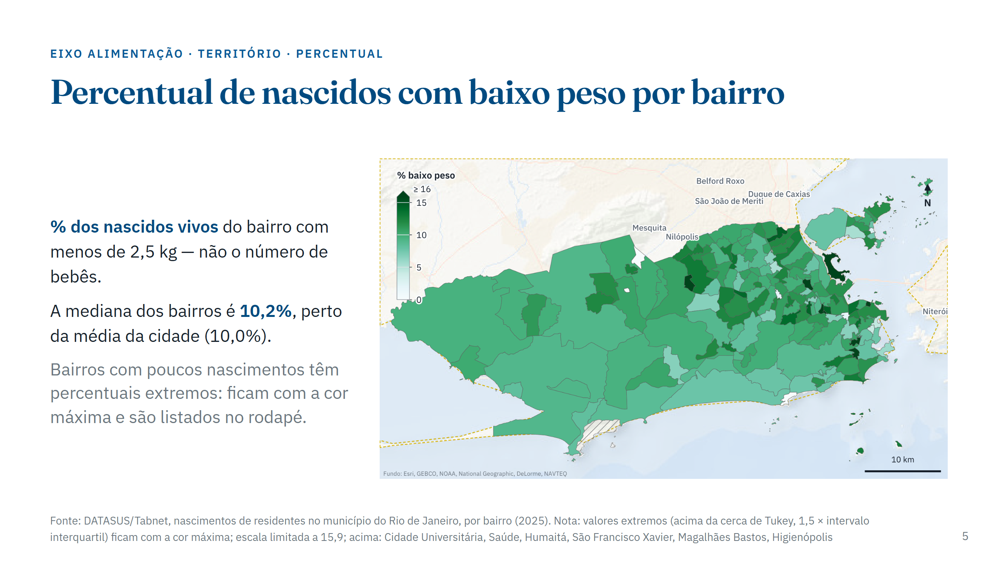 EIXO ALIMENTAÇÃO · TERRITÓRIO · PERCENTUAL
Percentual de nascidos com baixo peso por bairro
% dos nascidos vivos do bairro com
menos de 2,5 kg — não o número de
bebês.
A mediana dos bairros é 10,2%, perto
da média da cidade (10,0%).
Bairros com poucos nascimentos têm
percentuais extremos: ficam com a cor
máxima e são listados no rodapé.
% baixo peso
≥ 16
15
10
5
0
Belford Roxo
Duque de Caxias
São João de Meriti
Mesquita
Nilópolis
N
Niterói
10 km
Fundo: Esri, GEBCO, NOAA, National Geographic, DeLorme, NAVTEQ
Fonte: DATASUS/Tabnet, nascimentos de residentes no município do Rio de Janeiro, por bairro (2025). Nota: valores extremos (acima da cerca de Tukey, 1,5 × intervalo
interquartil) ficam com a cor máxima; escala limitada a 15,9; acima: Cidade Universitária, Saúde, Humaitá, São Francisco Xavier, Magalhães Bastos, Higienópolis
5